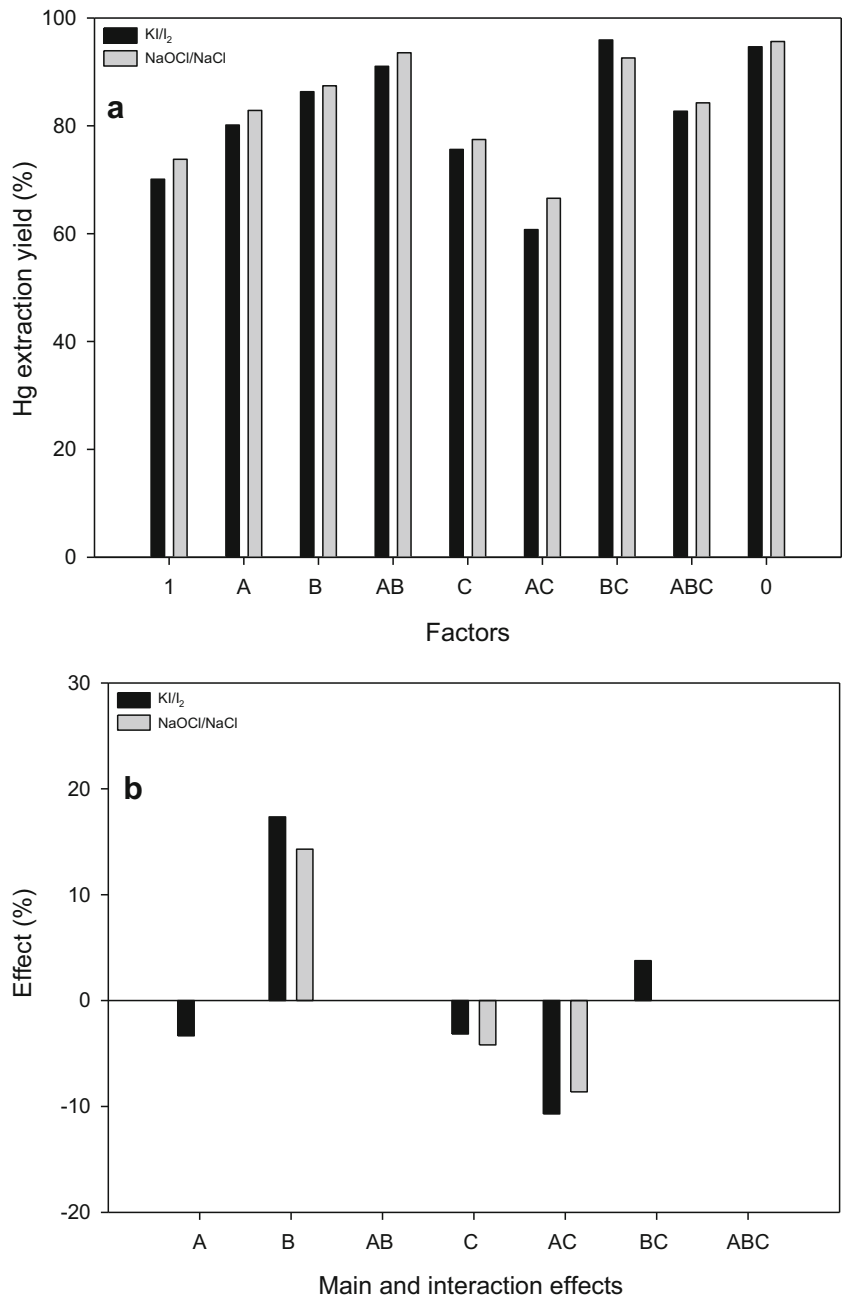 100
KI/I₂
NaOCl/NaCl
a
80
60
40
20
0
Hg extraction yield (%)
1 A B AB C AC BC ABC 0
Factors
30
KI/I₂
NaOCl/NaCl
b
20
10
0
-10
-20
Effect (%)
A B AB C AC BC ABC
Main and interaction effects